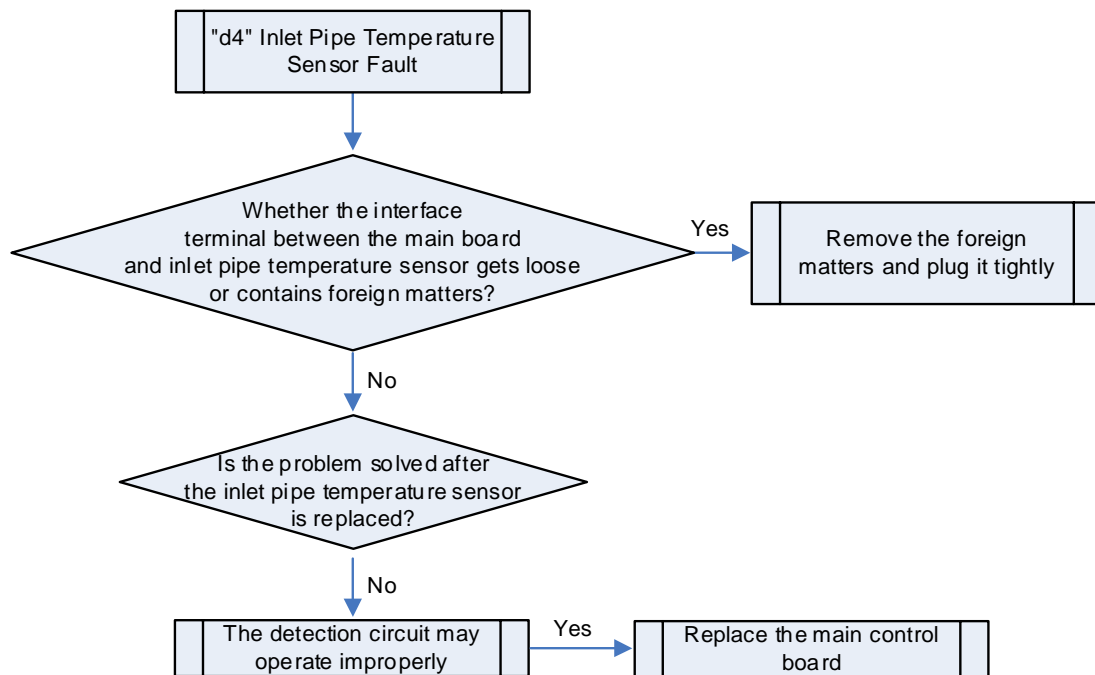 "d4" Inlet Pipe Temperature
Sensor Fault
Whether the interface
terminal between the main board
and inlet pipe temperature sensor gets loose
or contains foreign matters?
Yes
Remove the foreign
matters and plug it tightly
No
Is the problem solved after
the inlet pipe temperature sensor
is replaced?
No
The detection circuit may
operate improperly
Yes
Replace the main control
board